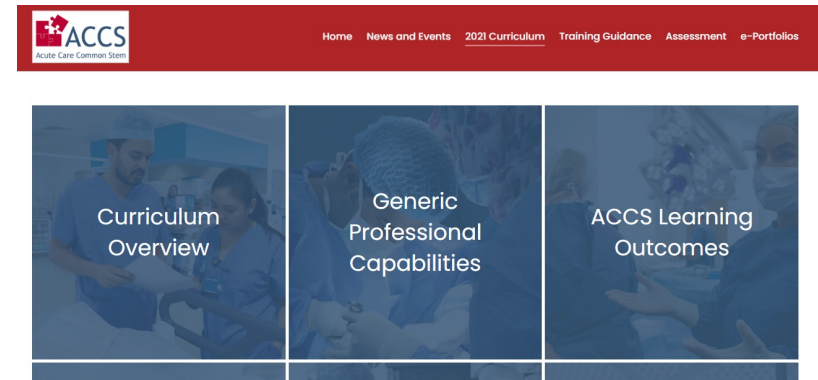 ACCS
Acute Care Common Stem
Home News and Events 2021 Curriculum Training Guidance Assessment e-Portfolios
Curriculum
Overview
Generic
Professional
Capabilities
ACCS Learning
Outcomes